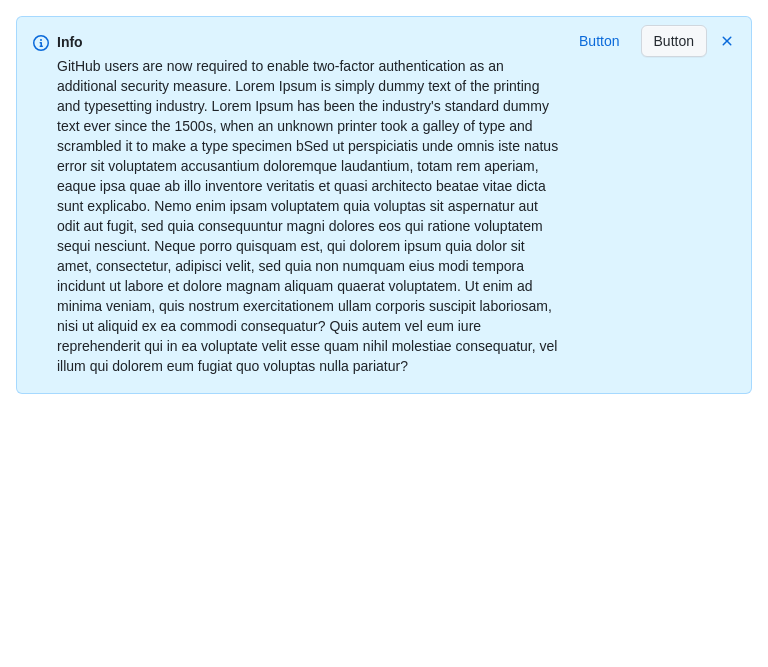 Info
Button
Button
GitHub users are now required to enable two-factor authentication as an
additional security measure. Lorem Ipsum is simply dummy text of the printing
and typesetting industry. Lorem Ipsum has been the industry's standard dummy
text ever since the 1500s, when an unknown printer took a galley of type and
scrambled it to make a type specimen bSed ut perspiciatis unde omnis iste natus
error sit voluptatem accusantium doloremque laudantium, totam rem aperiam,
eaque ipsa quae ab illo inventore veritatis et quasi architecto beatae vitae dicta
sunt explicabo. Nemo enim ipsam voluptatem quia voluptas sit aspernatur aut
odit aut fugit, sed quia consequuntur magni dolores eos qui ratione voluptatem
sequi nesciunt. Neque porro quisquam est, qui dolorem ipsum quia dolor sit
amet, consectetur, adipisci velit, sed quia non numquam eius modi tempora
incidunt ut labore et dolore magnam aliquam quaerat voluptatem. Ut enim ad
minima veniam, quis nostrum exercitationem ullam corporis suscipit laboriosam,
nisi ut aliquid ex ea commodi consequatur? Quis autem vel eum iure
reprehenderit qui in ea voluptate velit esse quam nihil molestiae consequatur, vel
illum qui dolorem eum fugiat quo voluptas nulla pariatur?